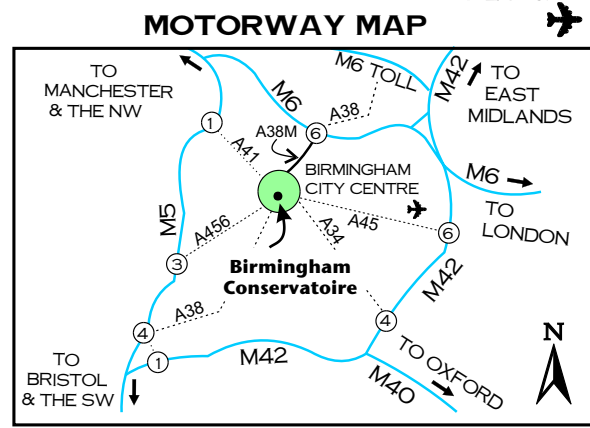 MOTORWAY MAP
TO
MANCHESTER
& THE NW
M6
M6 TOLL
A38
M42
TO
EAST
MIDLANDS
1
A41
A38M
6
BIRMINGHAM
CITY CENTRE
M6
TO
LONDON
M5
A456
A34
A45
6
3
Birmingham
Conservatoire
M42
A38
4
4
1
M42
TO
BRISTOL
& THE SW
TO OXFORD
M40
N